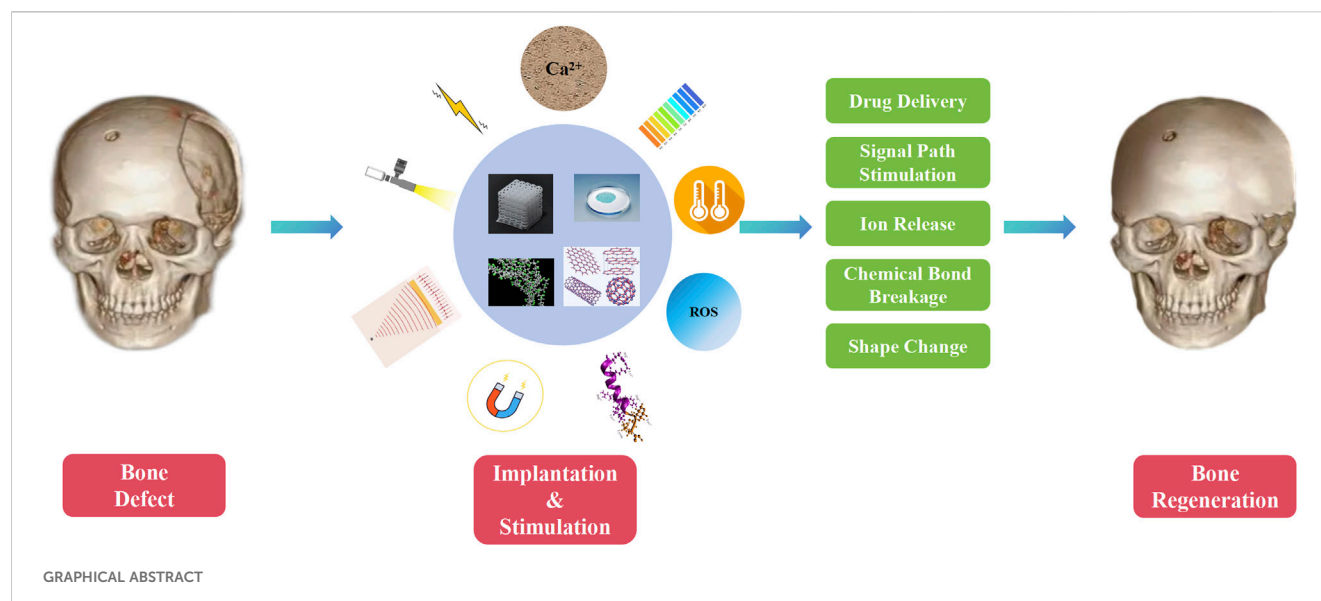 Ca²⁺
ROS
Drug Delivery
Signal Path
Stimulation
Ion Release
Chemical Bond
Breakage
Shape Change
Bone
Defect
Implantation
&
Stimulation
Bone
Regeneration
GRAPHICAL ABSTRACT